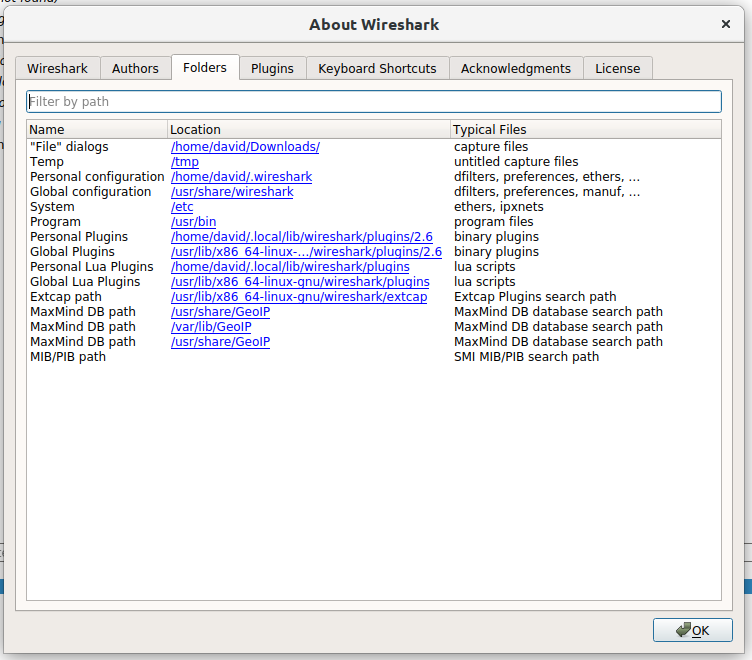 not found)
About Wireshark
Wireshark Authors Folders Plugins Keyboard Shortcuts Acknowledgments License
Filter by path
Name Location Typical Files
"File" dialogs /home/david/Downloads/ capture files
Temp /tmp untitled capture files
Personal configuration /home/david/.wireshark dfilters, preferences, ethers, ...
Global configuration /usr/share/wireshark dfilters, preferences, manuf, ...
System /etc ethers, ipxnets
Program /usr/bin program files
Personal Plugins /home/david/.local/lib/wireshark/plugins/2.6 binary plugins
Global Plugins /usr/lib/x86_64-linux-.../wireshark/plugins/2.6 binary plugins
Personal Lua Plugins /home/david/.local/lib/wireshark/plugins lua scripts
Global Lua Plugins /usr/lib/x86_64-linux-gnu/wireshark/plugins lua scripts
Extcap path /usr/lib/x86_64-linux-gnu/wireshark/extcap Extcap Plugins search path
MaxMind DB path /usr/share/GeoIP MaxMind DB database search path
MaxMind DB path /var/lib/GeoIP MaxMind DB database search path
MaxMind DB path /usr/share/GeoIP MaxMind DB database search path
MIB/PIB path SMI MIB/PIB search path
OK